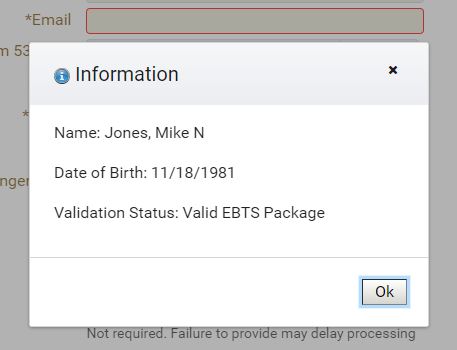 *Email
m 53
Information
×
*
Name: Jones, Mike N
Date of Birth: 11/18/1981
nger
Validation Status: Valid EBTS Package
Ok
Not required. Failure to provide may delay processing